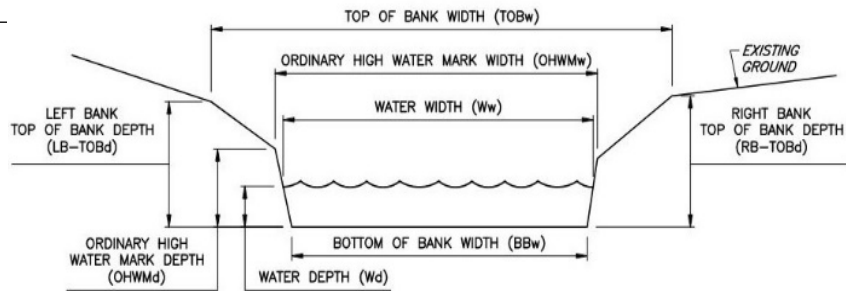 TOP OF BANK WIDTH (TOBw)
ORDINARY HIGH WATER MARK WIDTH (OHWMw)
EXISTING
GROUND
WATER WIDTH (Ww)
LEFT BANK
TOP OF BANK DEPTH
(LB-TOBd)
RIGHT BANK
TOP OF BANK DEPTH
(RB-TOBd)
ORDINARY HIGH
WATER MARK DEPTH
(OHWMd)
BOTTOM OF BANK WIDTH (BBw)
WATER DEPTH (Wd)